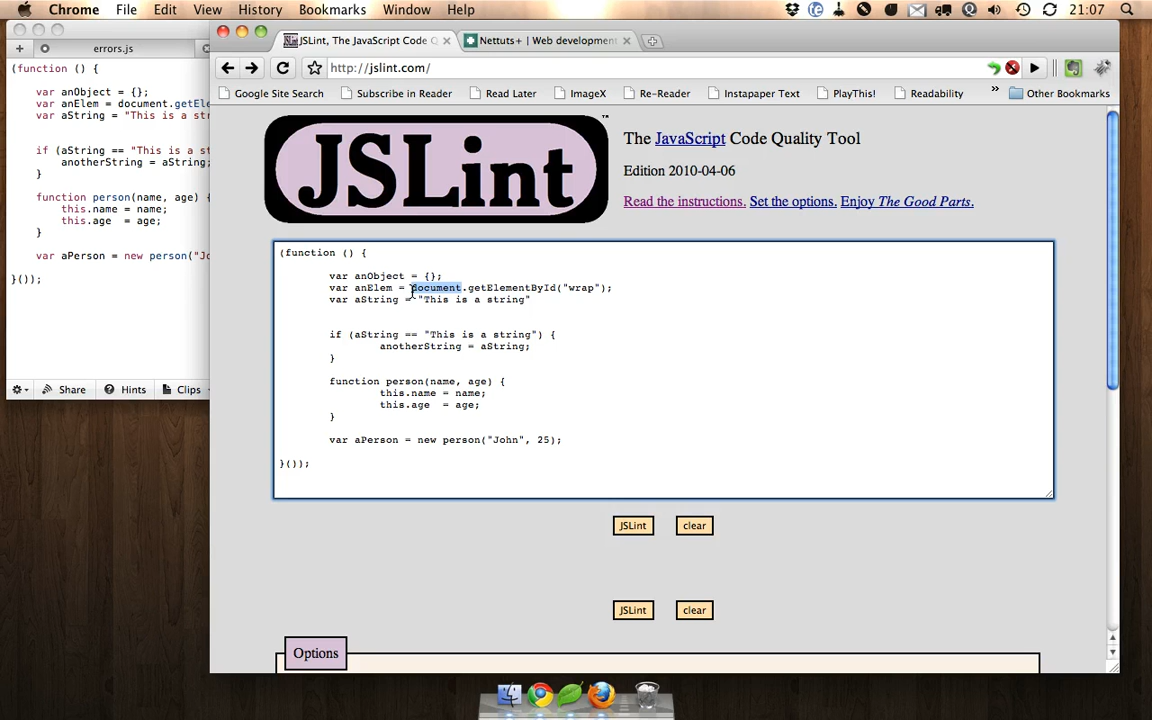 Chrome File Edit View History Bookmarks Window Help 21:07
errors.js
(function () {
var anObject = {};
var anElem = document.getEle
var aString = "This is a str
if (aString == "This is a s
anotherString = aString;
}
function person(name, age) {
this.name = name;
this.age = age;
}
var aPerson = new person("Jo
}());
Share Hints Clips
JSLint, The JavaScript Code Q
Nettuts+ | Web development
http://jslint.com/
Google Site Search Subscribe in Reader Read Later ImageX Re-Reader Instapaper Text PlayThis! Readability » Other Bookmarks
JSLint ™
The JavaScript Code Quality Tool
Edition 2010-04-06
Read the instructions. Set the options. Enjoy The Good Parts.
(function () {
var anObject = {};
var anElem = document.getElementById("wrap");
var aString = "This is a string"
if (aString == "This is a string") {
anotherString = aString;
}
function person(name, age) {
this.name = name;
this.age = age;
}
var aPerson = new person("John", 25);
}());
JSLint clear
JSLint clear
Options